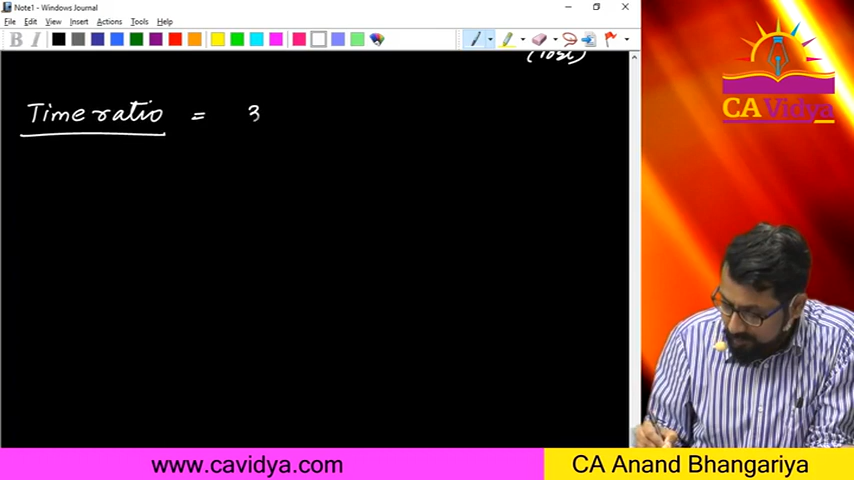 Note1 - Windows Journal
File Edit View Insert Actions Tools Help
B I
Time ratio = 3
CA Vidya
www.cavidya.com
CA Anand Bhangariya